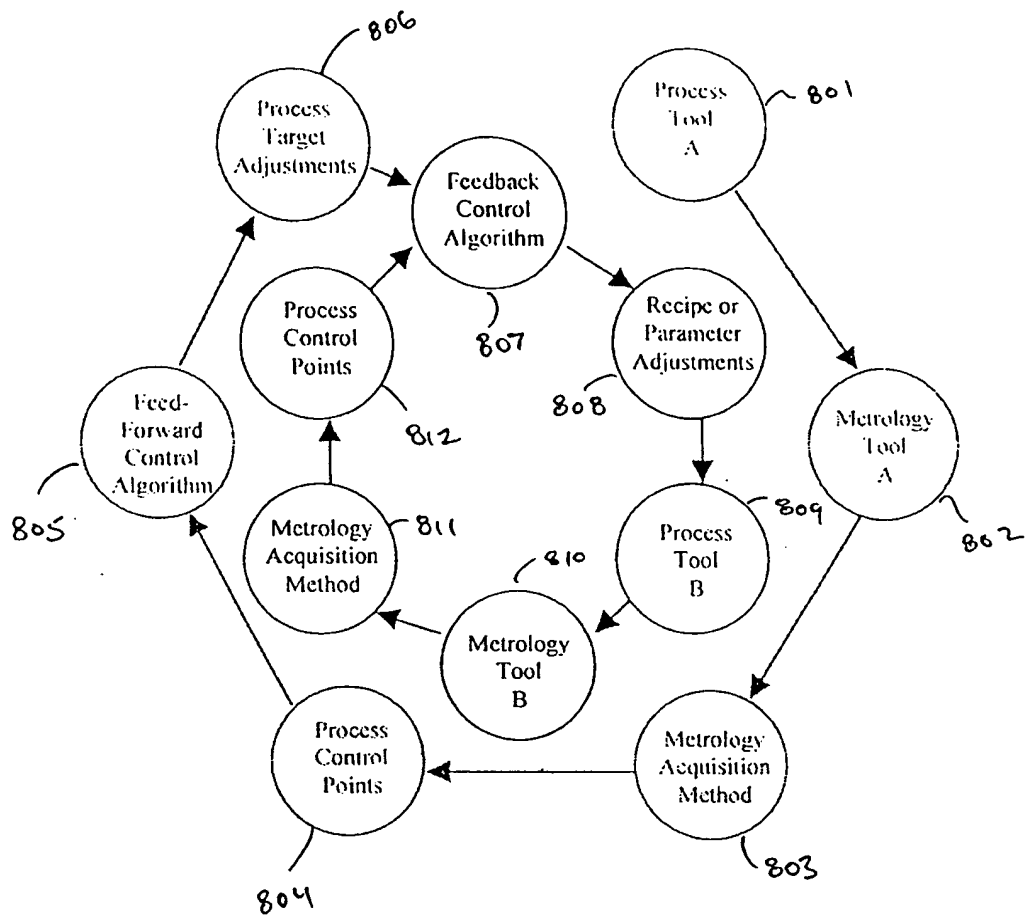 806
Process
Target
Adjustments
Process
Tool
A
801
Feedback
Control
Algorithm
807
Process
Control
Points
812
Recipe or
Parameter
Adjustments
808
Feed-
Forward
Control
Algorithm
805
Metrology
Tool
A
802
Metrology
Acquisition
Method
811
Process
Tool
B
809
810
Metrology
Tool
B
Process
Control
Points
804
Metrology
Acquisition
Method
803